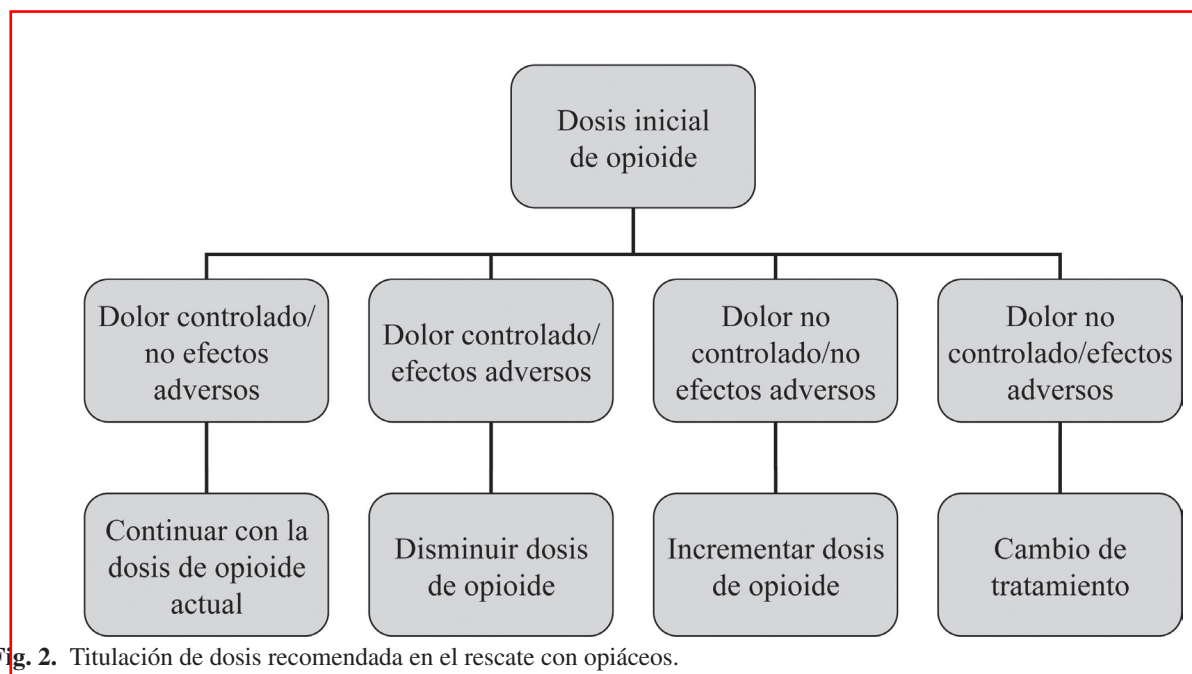 Dosis inicial
de opioide
Dolor controlado/
no efectos
adversos
Dolor controlado/
efectos adversos
Dolor no
controlado/no
efectos adversos
Dolor no
controlado/efectos
adversos
Continuar con la
dosis de opioide
actual
Disminuir dosis
de opioide
Incrementar dosis
de opioide
Cambio de
tratamiento
Fig. 2. Titulación de dosis recomendada en el rescate con opiáceos.